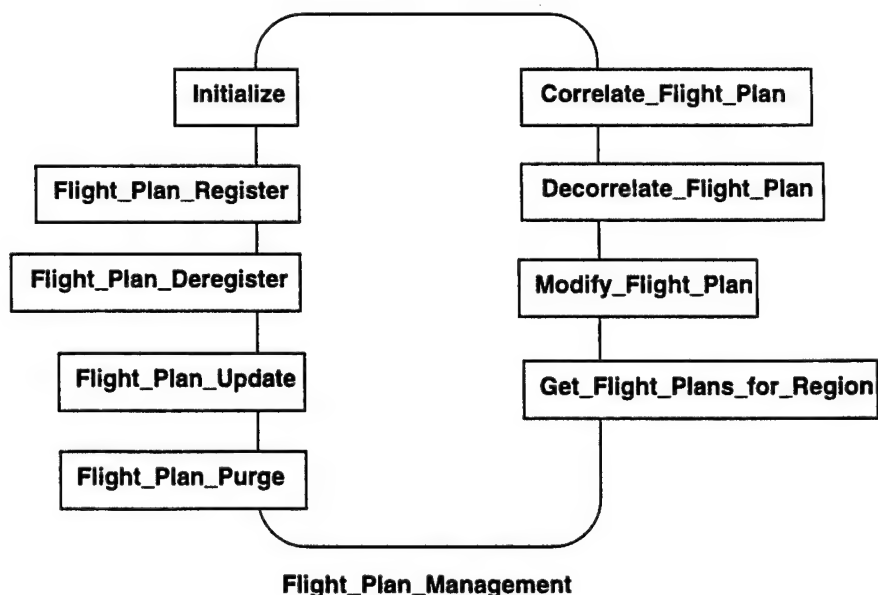 Initialize
Flight_Plan_Register
Flight_Plan_Deregister
Flight_Plan_Update
Flight_Plan_Purge
Correlate_Flight_Plan
Decorrelate_Flight_Plan
Modify_Flight_Plan
Get_Flight_Plans_for_Region
Flight_Plan_Management